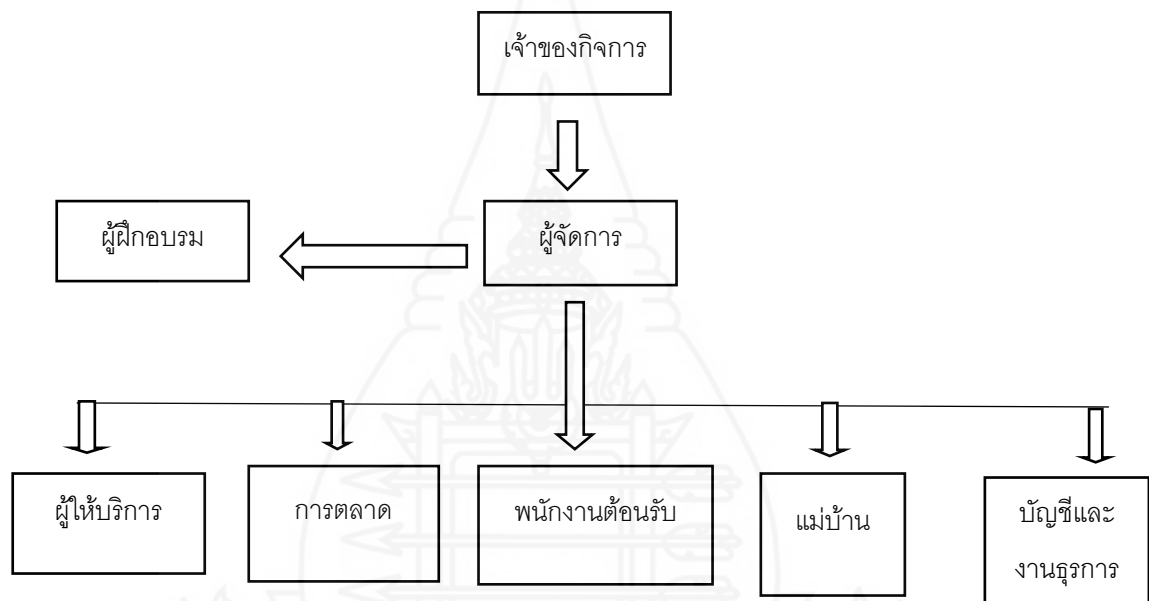 เจ้าของกิจการ
ผู้ฝึกอบรม
ผู้จัดการ
ผู้ให้บริการ
การตลาด
พนักงานต้อนรับ
แม่บ้าน
บัญชีและ
งานธุรการ